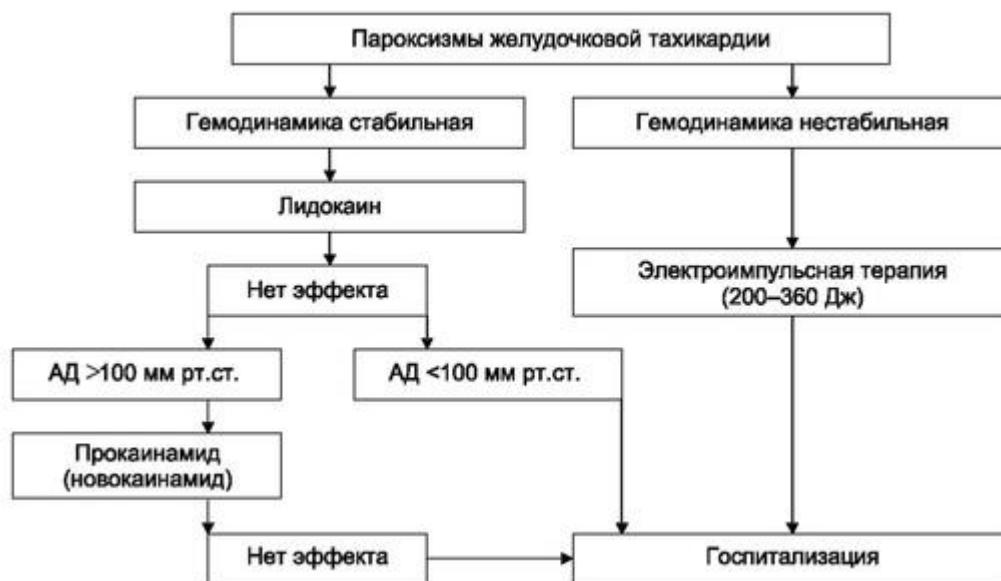 Пароксизмы желудочковой тахикардии
Гемодинамика стабильная
Гемодинамика нестабильная
Лидокаин
Нет эффекта
Электроимпульсная терапия
(200–360 Дж)
АД >100 мм рт.ст.
АД <100 мм рт.ст.
Прокаинамид
(новокаинамид)
Нет эффекта
Госпитализация